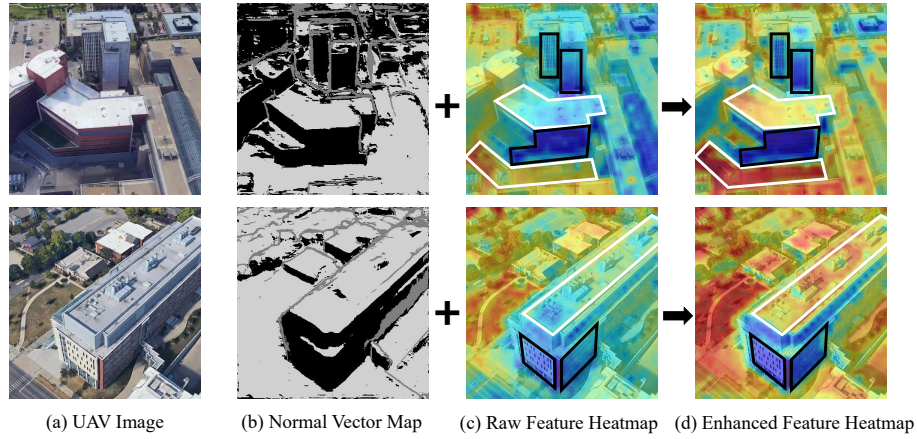 (a) UAV Image
(b) Normal Vector Map
(c) Raw Feature Heatmap
(d) Enhanced Feature Heatmap